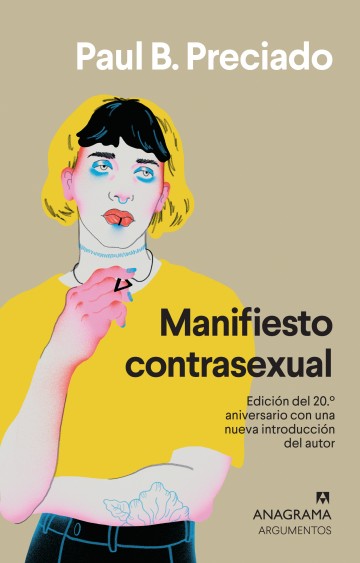 Paul B. Preciado
Manifiesto
contrasexual
Edición del 20.º
aniversario con una
nueva introducción
del autor
ANAGRAMA
ARGUMENTOS